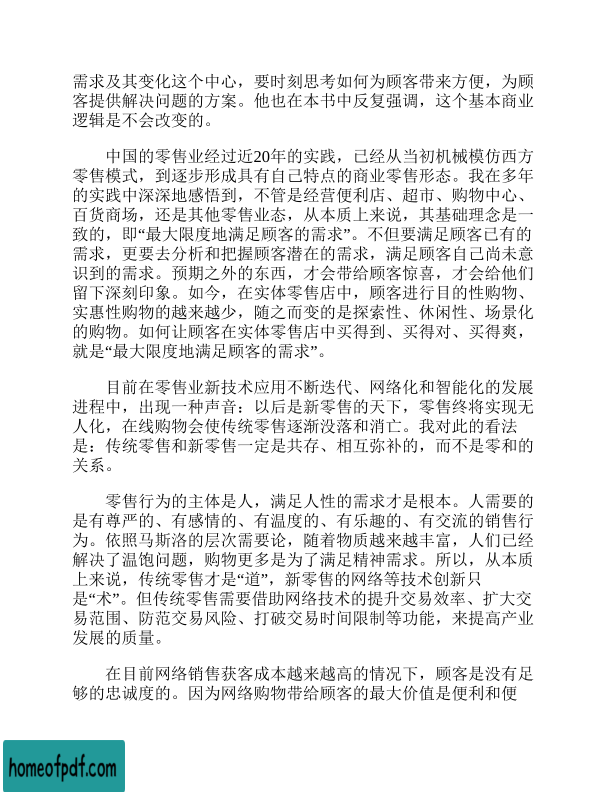 需求及其变化这个中心，要时刻思考如何为顾客带来方便，为顾
客提供解决问题的方案。他也在本书中反复强调，这个基本商业
逻辑是不会改变的。
中国的零售业经过近20年的实践，已经从当初机械模仿西方
零售模式，到逐步形成具有自己特点的商业零售形态。我在多年
的实践中深深地感悟到，不管是经营便利店、超市、购物中心、
百货商场，还是其他零售业态，从本质上来说，其基础理念是一
致的，即“最大限度地满足顾客的需求”。不但要满足顾客已有的
需求，更要去分析和把握顾客潜在的需求，满足顾客自己尚未意
识到的需求。预期之外的东西，才会带给顾客惊喜，才会给他们
留下深刻印象。如今，在实体零售店中，顾客进行目的性购物、
实惠性购物的越来越少，随之而变的是探索性、休闲性、场景化
的购物。如何让顾客在实体零售店中买得到、买得对、买得爽，
就是“最大限度地满足顾客的需求”。
目前在零售业新技术应用不断迭代、网络化和智能化的发展
进程中，出现一种声音：以后是新零售的天下，零售终将实现无
人化，在线购物会使传统零售逐渐没落和消亡。我对此的看法
是：传统零售和新零售一定是共存、相互弥补的，而不是零和的
关系。
零售行为的主体是人，满足人性的需求才是根本。人需要的
是有尊严的、有感情的、有温度的、有乐趣的、有交流的销售行
为。依照马斯洛的层次需要论，随着物质越来越丰富，人们已经
解决了温饱问题，购物更多是为了满足精神需求。所以，从本质
上来说，传统零售才是“道”，新零售的网络等技术创新只
是“术”。但传统零售需要借助网络技术的提升交易效率、扩大交
易范围、防范交易风险、打破交易时间限制等功能，来提高产业
发展的质量。
在目前网络销售获客成本越来越高的情况下，顾客是没有足
够的忠诚度的。因为网络购物带给顾客的最大价值是便利和便
homeofpdf.com